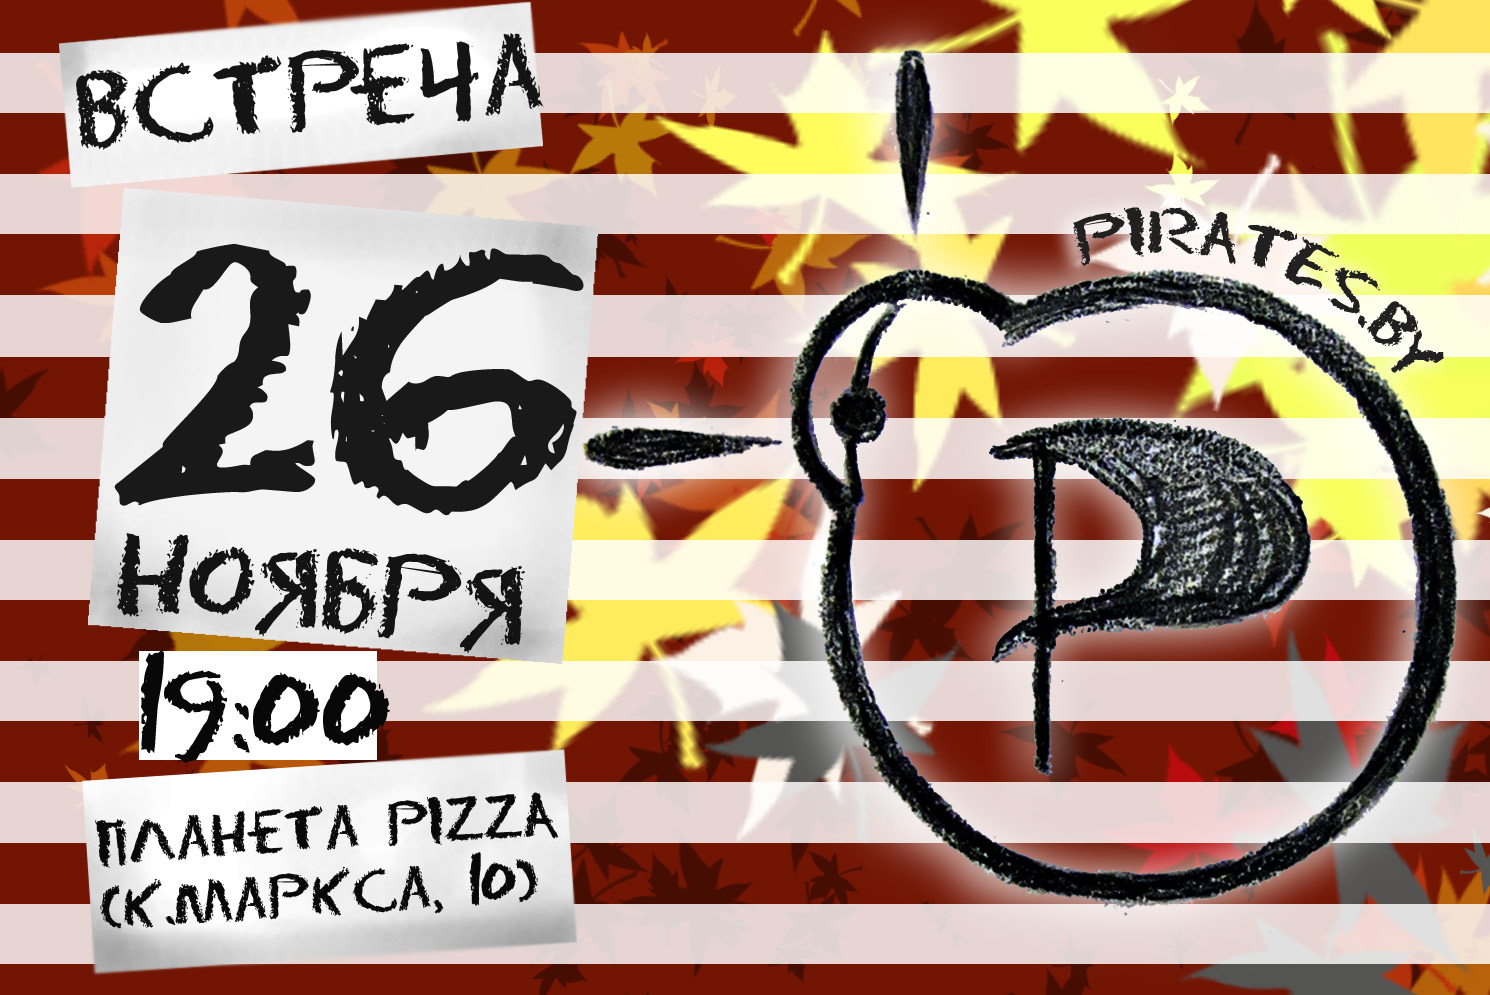 ВСТРЕЧА
26
НОЯБРЯ
19:00
ПЛАНЕТА PIZZA
(К.МАРКСА, 10)
PIRATES.BY
P